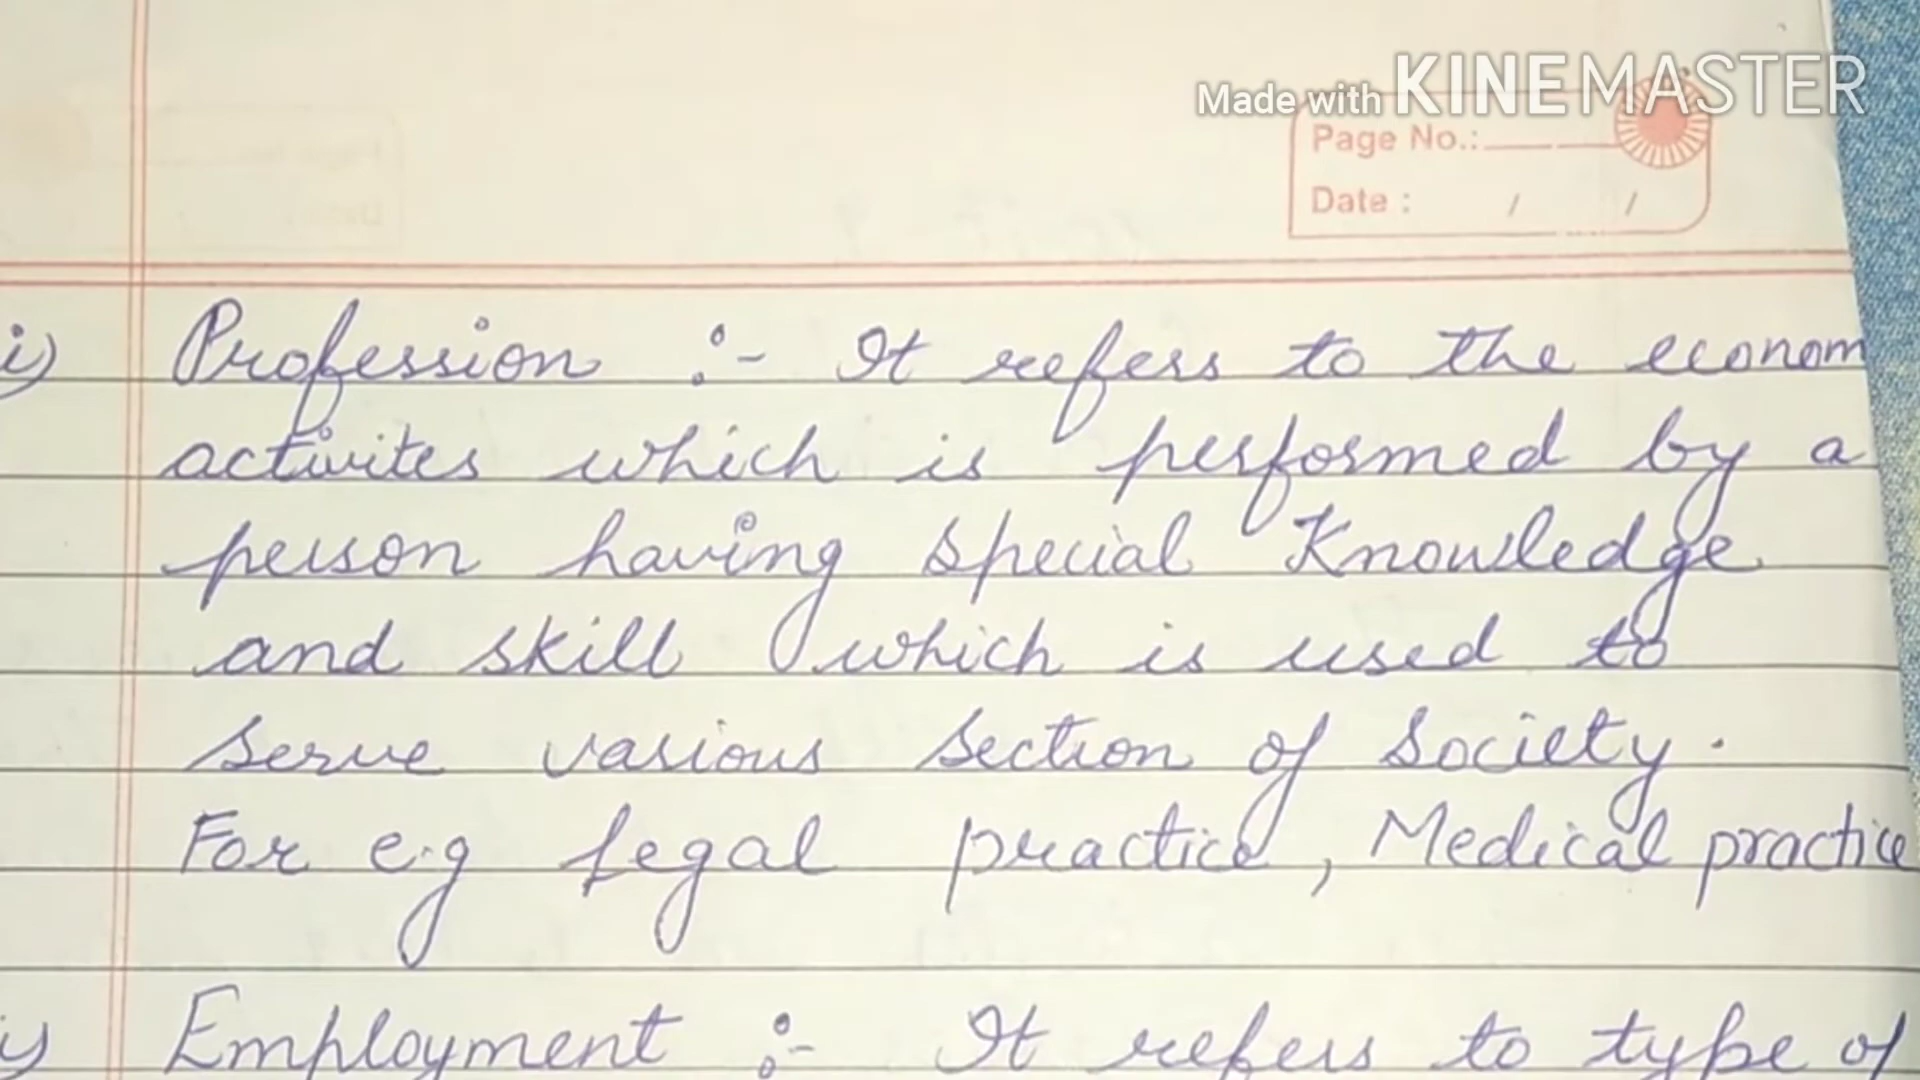 Made with KINEMASTER
Page No.:
Date : / /
i) Profession :- It refers to the econom
activites which is performed by a
person having special Knowledge
and skill which is used to
serve various section of society.
For e.g Legal practice, Medical practice
Employment :- It refers to type of